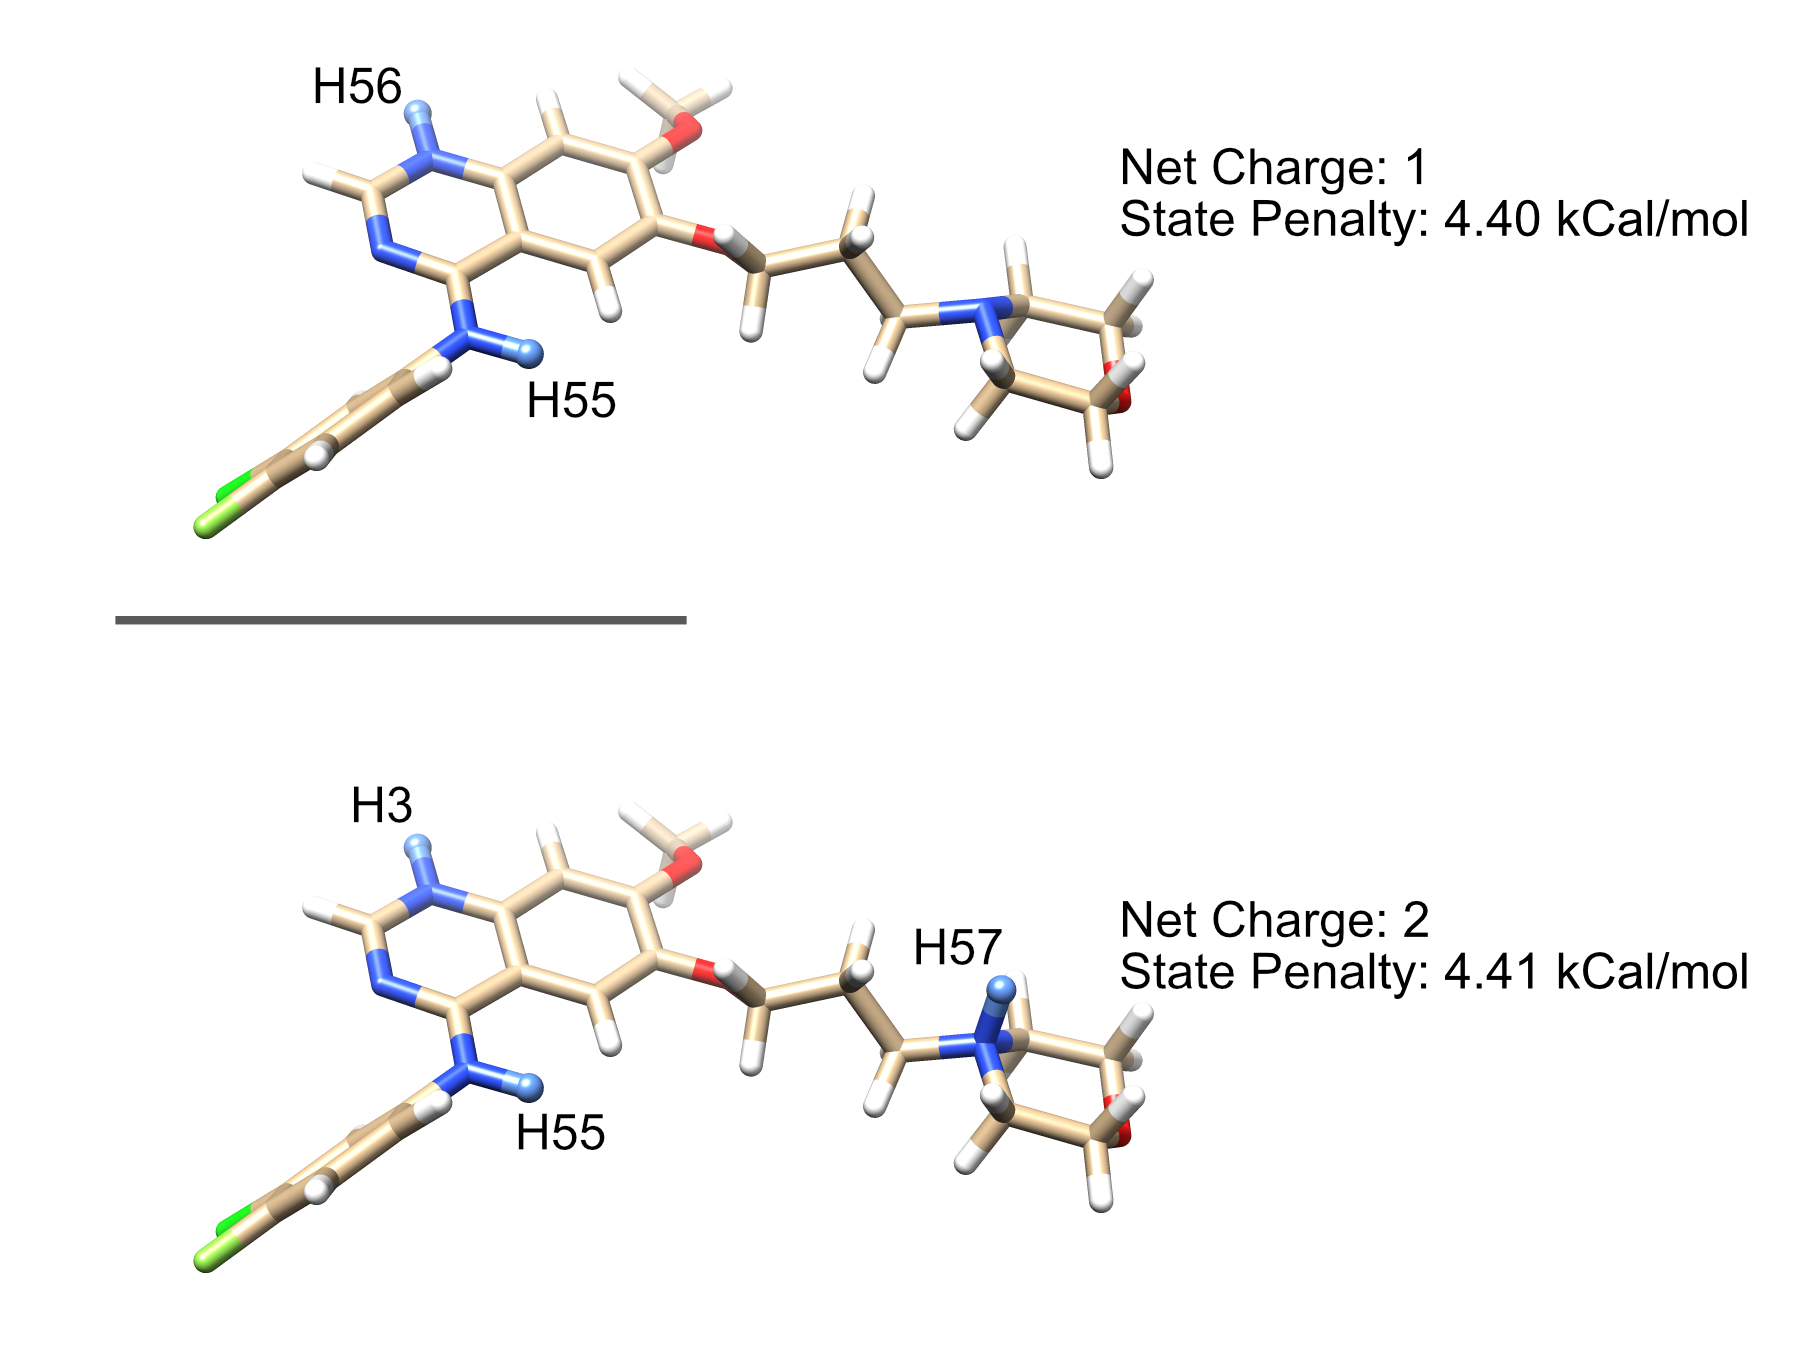 H56
Net Charge: 1
State Penalty: 4.40 kCal/mol
H55
H3
Net Charge: 2
H57
State Penalty: 4.41 kCal/mol
H55